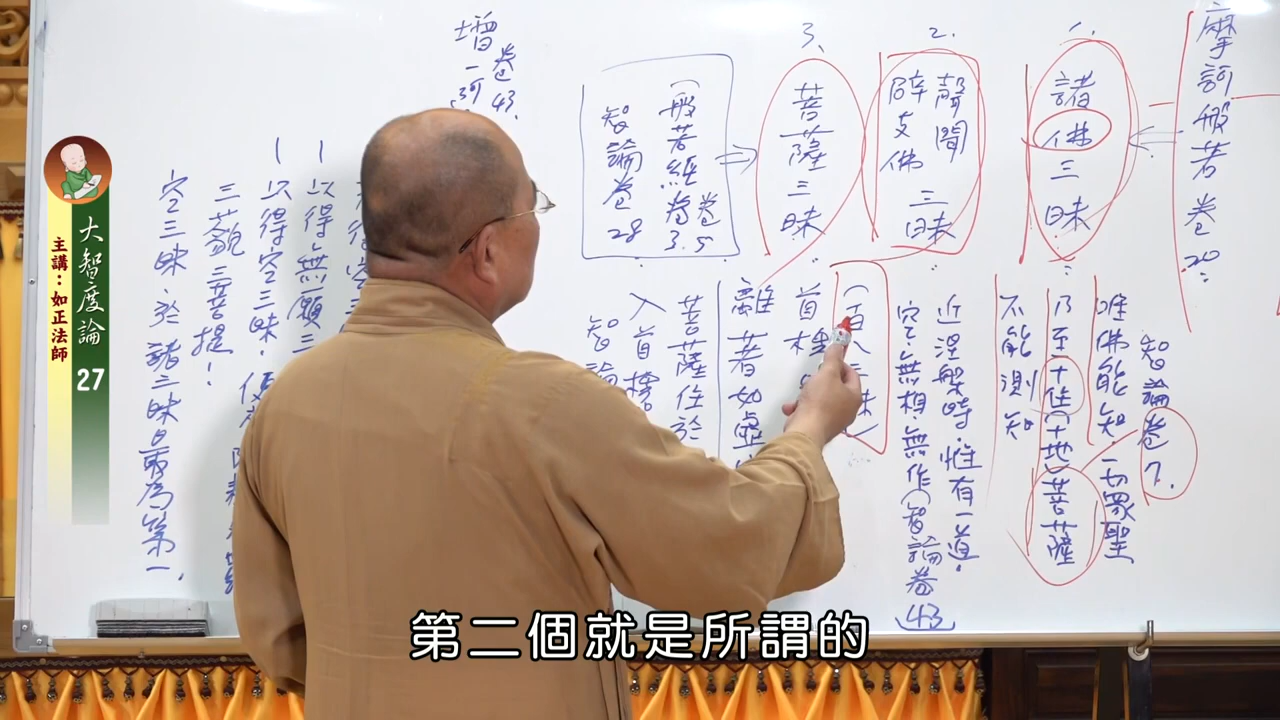 摩訶般若卷20：
1.
諸佛三昧：
智論卷7.
唯佛能知.一切眾聖
乃至十住(十地)菩薩
不能測知
2.
聲聞
辟支佛
三昧：
近涅槃時.惟有一道.
空無相無作(智論卷43)
3.
菩薩三昧
(百八三昧)
首楞
離著如虛
(般若經卷3.5
智論卷28
菩薩住於
入首楞
智論
增一阿
卷43.
以得無願三
以得空三昧.便
三藐三菩提！
空三昧於諸三昧最為第一.
大智度論 27
主講：如正法師
第二個就是所謂的